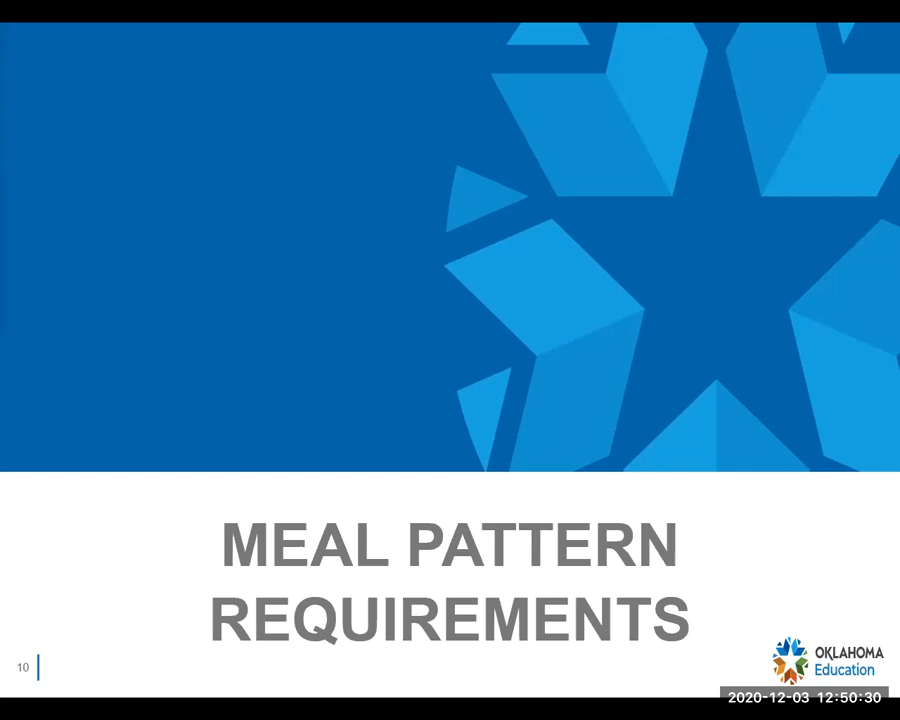 MEAL PATTERN
REQUIREMENTS
10
OKLAHOMA
Education
2020-12-03 12:50:30